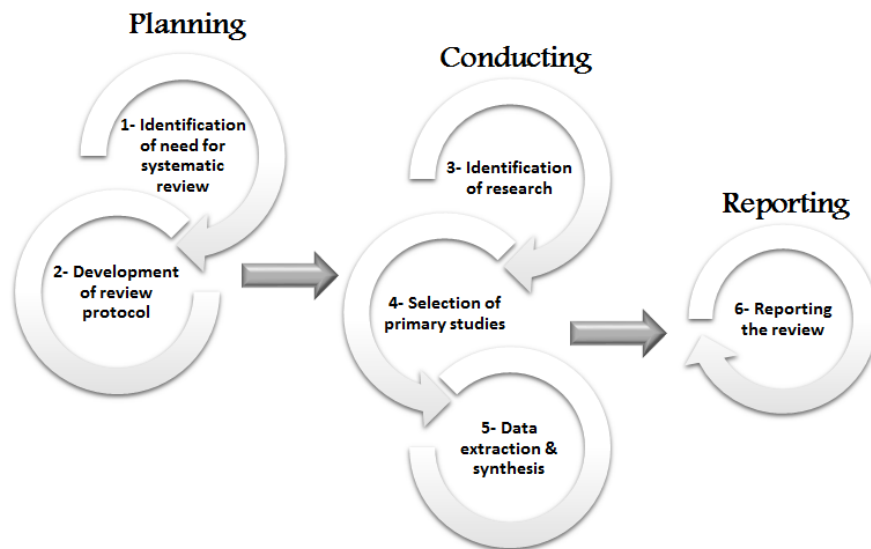 Planning
1- Identification
of need for
systematic
review
2- Development
of review
protocol
Conducting
3- Identification
of research
4- Selection of
primary studies
5- Data
extraction &
synthesis
Reporting
6- Reporting
the review